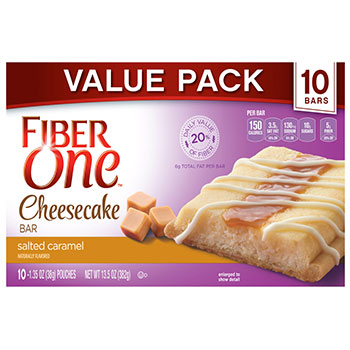 VALUE PACK
10
BARS
FIBER
One™
Cheesecake
BAR
salted caramel
NATURALLY FLAVORED
DAILY VALUE
20%
OF FIBER
6g TOTAL FAT PER BAR
PER BAR
150
CALORIES
3.5g
SAT FAT
130mg
SODIUM
10g
SUGARS
5g
FIBER
10 -1.35 OZ (38g) POUCHES NET WT 13.5 OZ (382g)
enlarged to
show detail